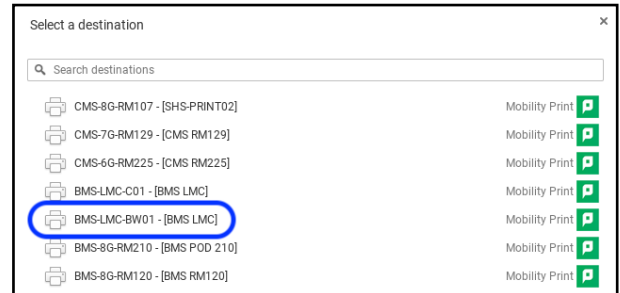 Select a destination ×
Search destinations
CMS-8G-RM107 - [SHS-PRINT02] Mobility Print
CMS-7G-RM129 - [CMS RM129] Mobility Print
CMS-6G-RM225 - [CMS RM225] Mobility Print
BMS-LMC-C01 - [BMS LMC] Mobility Print
BMS-LMC-BW01 - [BMS LMC] Mobility Print
BMS-8G-RM210 - [BMS POD 210] Mobility Print
BMS-8G-RM120 - [BMS RM120] Mobility Print